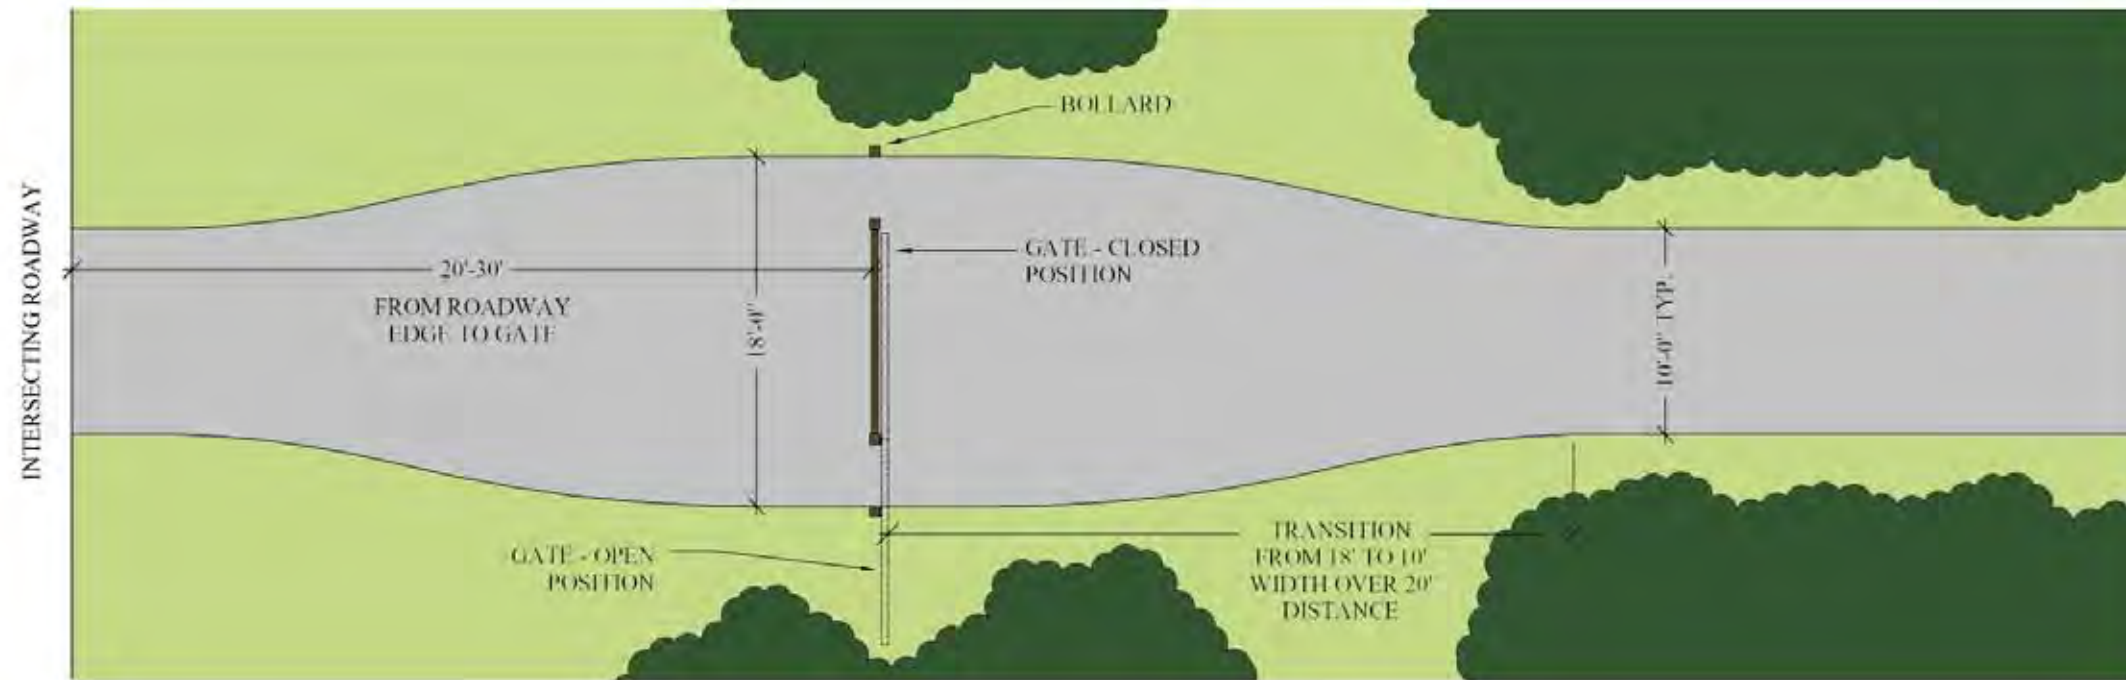 BOLLARD
INTERSECTING ROADWAY
GATE - CLOSED
POSITION
20'-30'
FROM ROADWAY
EDGE TO GATE
18'-0"
10'-0" TYP.
GATE - OPEN
POSITION
TRANSITION
FROM 18' TO 10'
WIDTH OVER 20'
DISTANCE